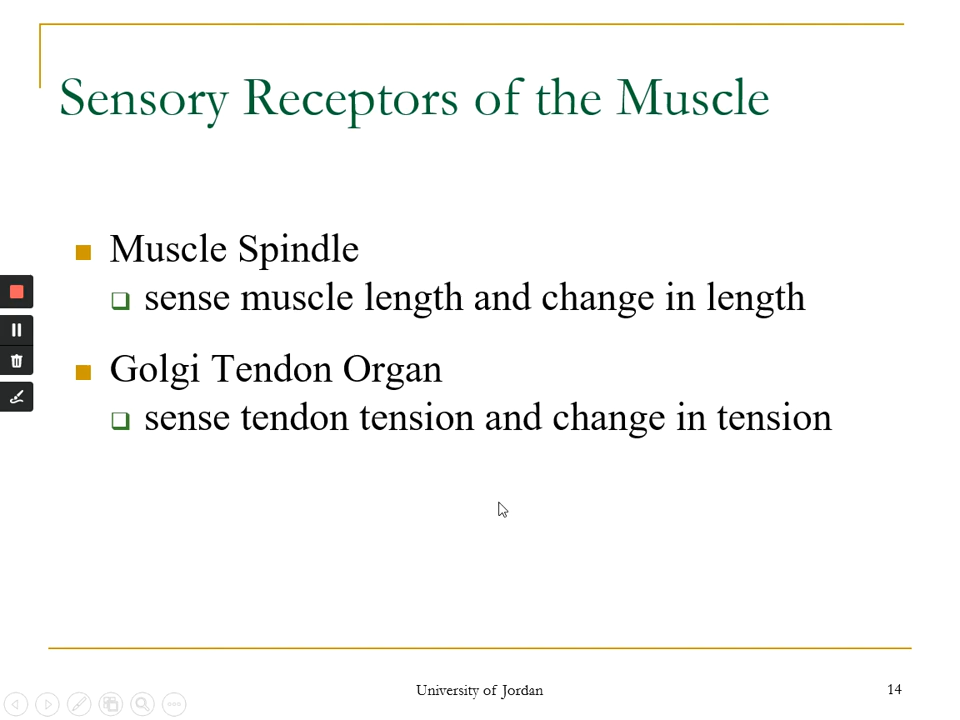 Sensory Receptors of the Muscle
Muscle Spindle
sense muscle length and change in length
Golgi Tendon Organ
sense tendon tension and change in tension
University of Jordan
14